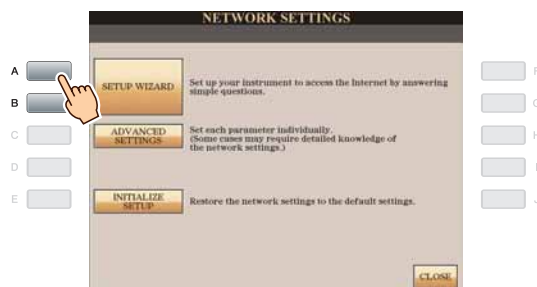 NETWORK SETTINGS
A
B
C
D
E
SETUP WIZARD
Set up your instrument to access the Internet by answering
simple questions.
ADVANCED
SETTINGS
Set each parameter individually.
(Some cases may require detailed knowledge of
the network settings.)
INITIALIZE
SETUP
Restore the network settings to the default settings.
CLOSE